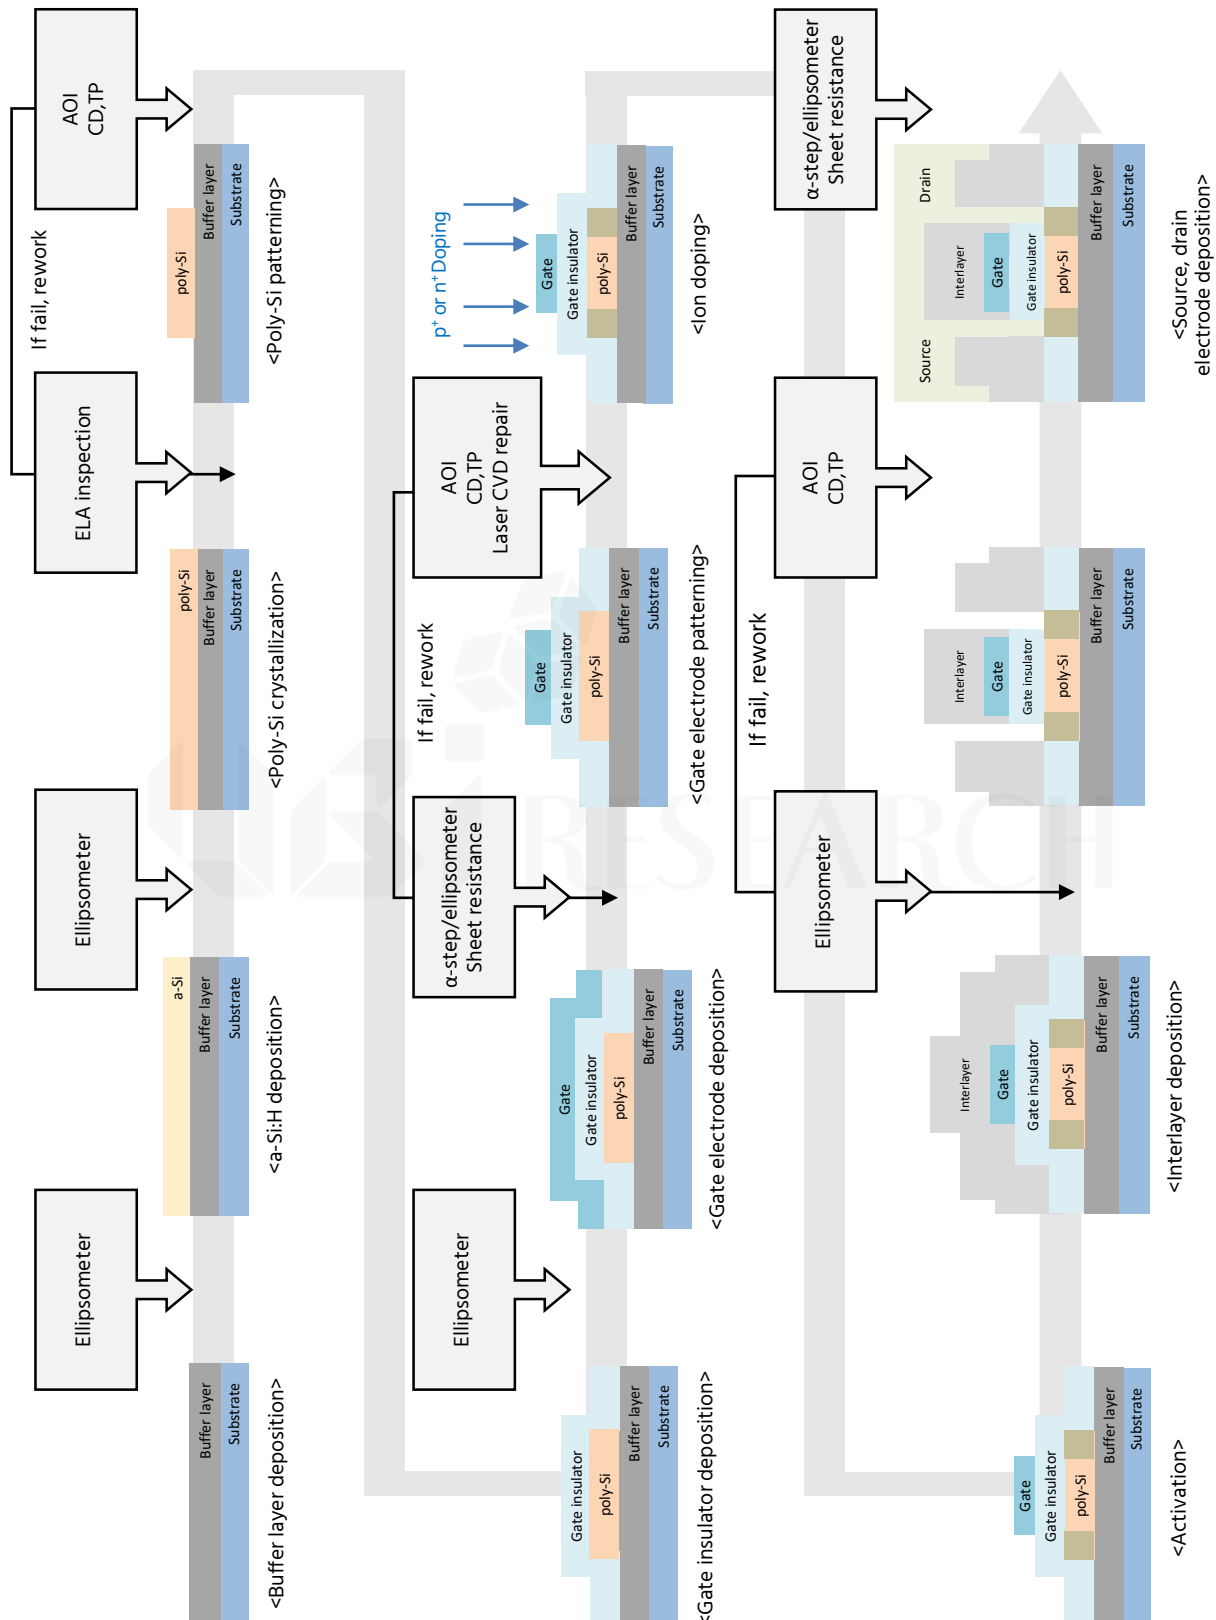 If fail, rework
Ellipsometer
Ellipsometer
ELA inspection
AOI
CD,TP
Buffer layer
Substrate
<Buffer layer deposition>
a-Si
Buffer layer
Substrate
<a-Si:H deposition>
poly-Si
Buffer layer
Substrate
<Poly-Si crystallization>
poly-Si
Buffer layer
Substrate
<Poly-Si patterning>
If fail, rework
Ellipsometer
α-step/ellipsometer
Sheet resistance
AOI
CD,TP
Laser CVD repair
p⁺ or n⁺Doping
Gate insulator
poly-Si
Buffer layer
Substrate
<Gate insulator deposition>
Gate
Gate insulator
poly-Si
Buffer layer
Substrate
<Gate electrode deposition>
Gate
Gate insulator
poly-Si
Buffer layer
Substrate
<Gate electrode patterning>
Gate
Gate insulator
poly-Si
Buffer layer
Substrate
<Ion doping>
If fail, rework
Ellipsometer
AOI
CD,TP
α-step/ellipsometer
Sheet resistance
Gate
Gate insulator
poly-Si
Buffer layer
Substrate
<Activation>
Interlayer
Gate
Gate insulator
poly-Si
Buffer layer
Substrate
<Interlayer deposition>
Interlayer
Gate
Gate insulator
poly-Si
Buffer layer
Substrate
Source
Drain
Interlayer
Gate
Gate insulator
poly-Si
Buffer layer
Substrate
<Source, drain
electrode deposition>
UBi RESEARCH